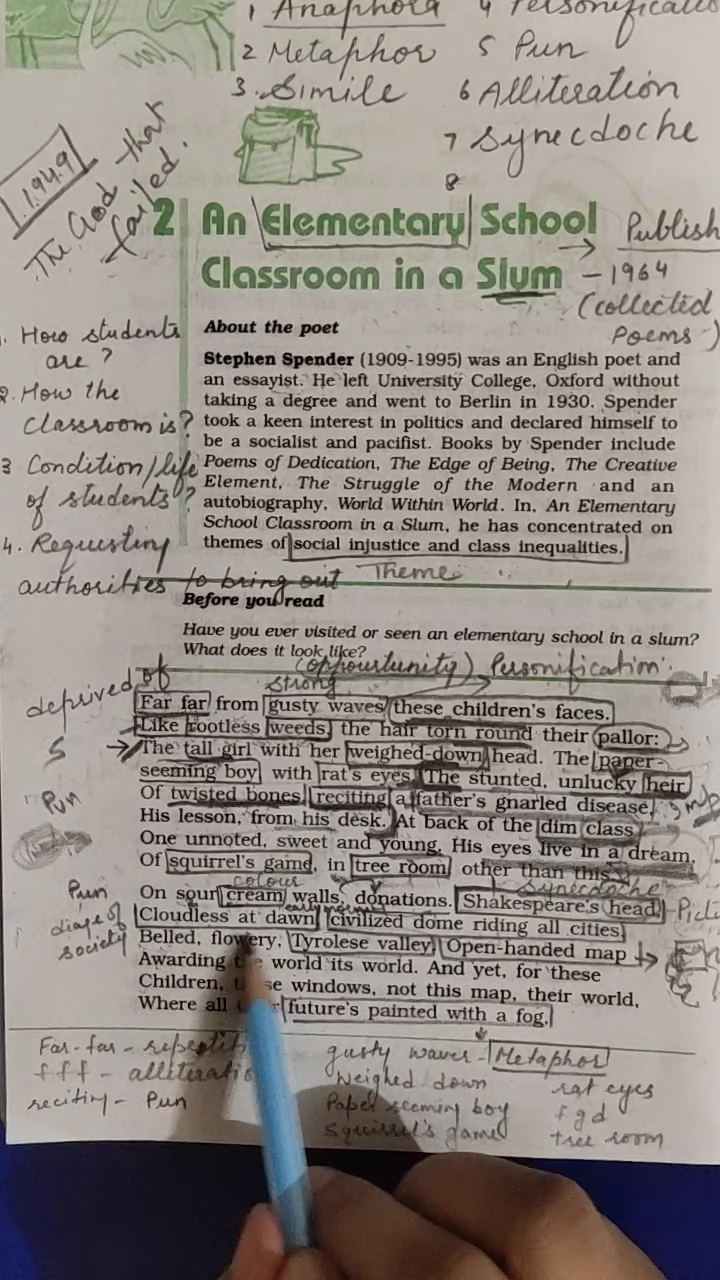 1 Anaphora 4 Personificatio
2 Metaphor 5 Pun
3. Simile 6 Alliteration
7 Synecdoche
8
1949
The God that
failed.
2 An Elementary School
Classroom in a Slum
→ Publish
- 1964
(collected
Poems)
1. How students
are ?
2. How the
classroom is?
3 Condition/life
of students?
4. Requesting
authorities to bring out
About the poet
Stephen Spender (1909-1995) was an English poet and
an essayist. He left University College, Oxford without
taking a degree and went to Berlin in 1930. Spender
took a keen interest in politics and declared himself to
be a socialist and pacifist. Books by Spender include
Poems of Dedication, The Edge of Being, The Creative
Element, The Struggle of the Modern and an
autobiography, World Within World. In, An Elementary
School Classroom in a Slum, he has concentrated on
themes of social injustice and class inequalities.
Theme
Before you read
Have you ever visited or seen an elementary school in a slum?
What does it look like?
deprived of (oppourtunity) Personification
strong
Far far from gusty waves these children's faces.
Like rootless weeds, the hair torn round their pallor:
S
The tall girl with her weighed-down head. The paper-
seeming boy, with rat's eyes. The stunted, unlucky heir
Pun
Of twisted bones, reciting a father's gnarled disease,
His lesson, from his desk. At back of the dim class
One unnoted, sweet and young. His eyes live in a dream,
Of squirrel's game, in tree room, other than this.
colour Synecdoche
Pun
On sour cream walls, donations. Shakespeare's head,
Cloudless at dawn, civilized dome riding all cities.
society
Belled, flowery, Tyrolese valley. Open-handed map
Awarding the world its world. And yet, for these
Children, these windows, not this map, their world,
Where all their future's painted with a fog,
Far-far - repetiti
f f f - alliteratio
reciting - Pun
gusty waves - Metaphor
Weighed down
Paper seeming boy
Squirrel's game
rat eyes
f g d
tree room